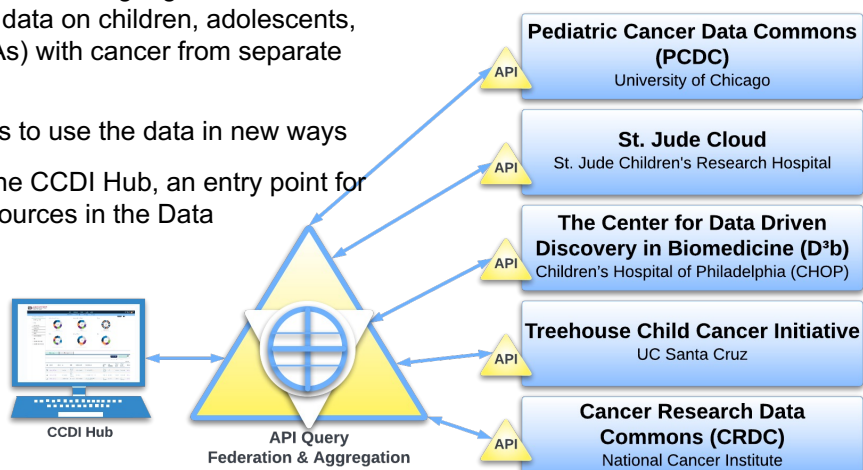 data on children, adolescents,
As) with cancer from separate
s to use the data in new ways
ne CCDI Hub, an entry point for
ources in the Data
Pediatric Cancer Data Commons
(PCDC)
University of Chicago
API
St. Jude Cloud
St. Jude Children's Research Hospital
API
The Center for Data Driven
Discovery in Biomedicine (D³b)
Children's Hospital of Philadelphia (CHOP)
API
Treehouse Child Cancer Initiative
UC Santa Cruz
API
Cancer Research Data
Commons (CRDC)
National Cancer Institute
API
CCDI Hub
API Query
Federation & Aggregation